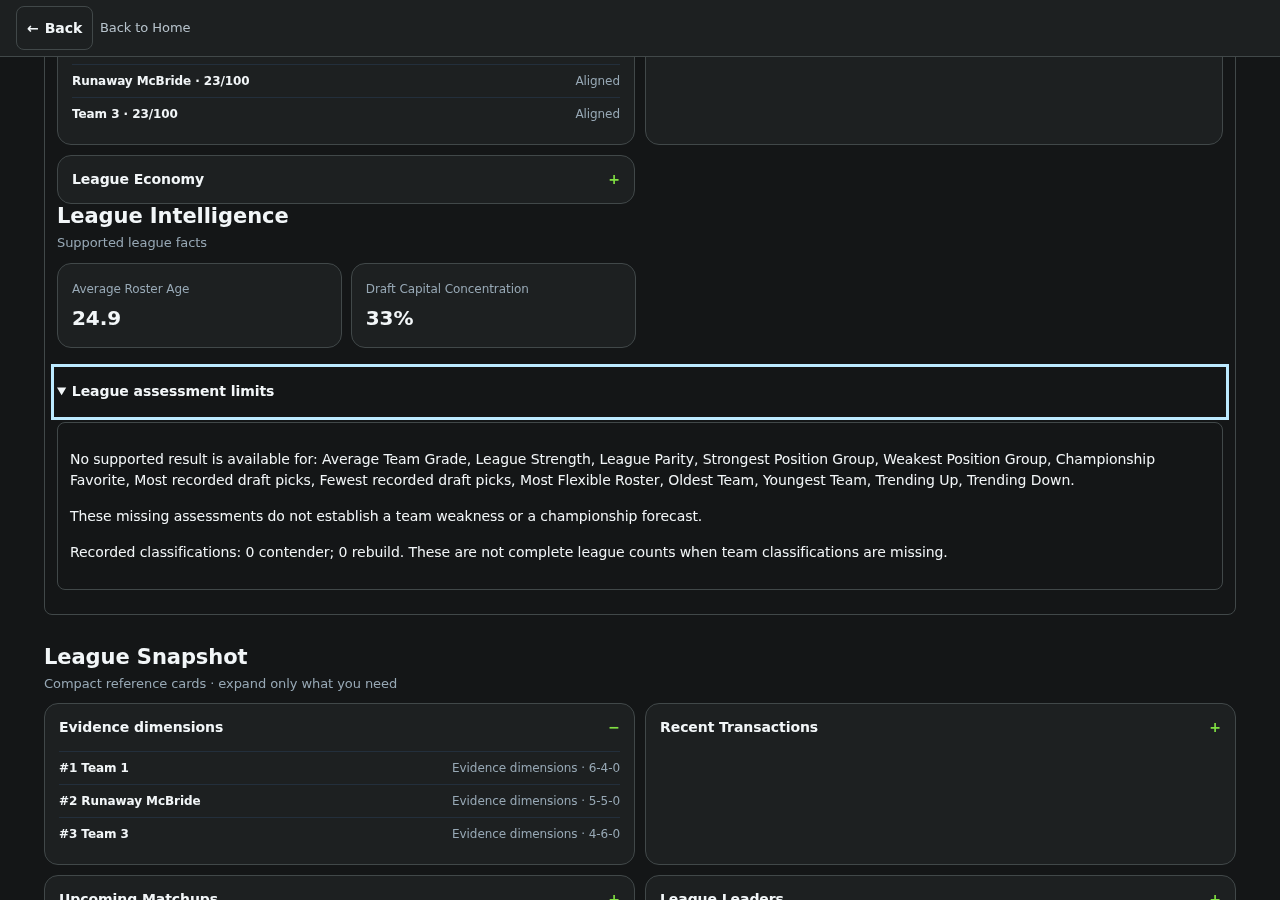 ← Back Back to Home
Runaway McBride · 23/100 Aligned
Team 3 · 23/100 Aligned
League Economy +
League Intelligence
Supported league facts
Average Roster Age Draft Capital Concentration
24.9 33%
▼ League assessment limits
No supported result is available for: Average Team Grade, League Strength, League Parity, Strongest Position Group, Weakest Position Group, Championship
Favorite, Most recorded draft picks, Fewest recorded draft picks, Most Flexible Roster, Oldest Team, Youngest Team, Trending Up, Trending Down.
These missing assessments do not establish a team weakness or a championship forecast.
Recorded classifications: 0 contender; 0 rebuild. These are not complete league counts when team classifications are missing.
League Snapshot
Compact reference cards · expand only what you need
Evidence dimensions −
#1 Team 1 Evidence dimensions · 6-4-0
#2 Runaway McBride Evidence dimensions · 5-5-0
#3 Team 3 Evidence dimensions · 4-6-0
Recent Transactions +
Upcoming Matchups +
League Leaders +